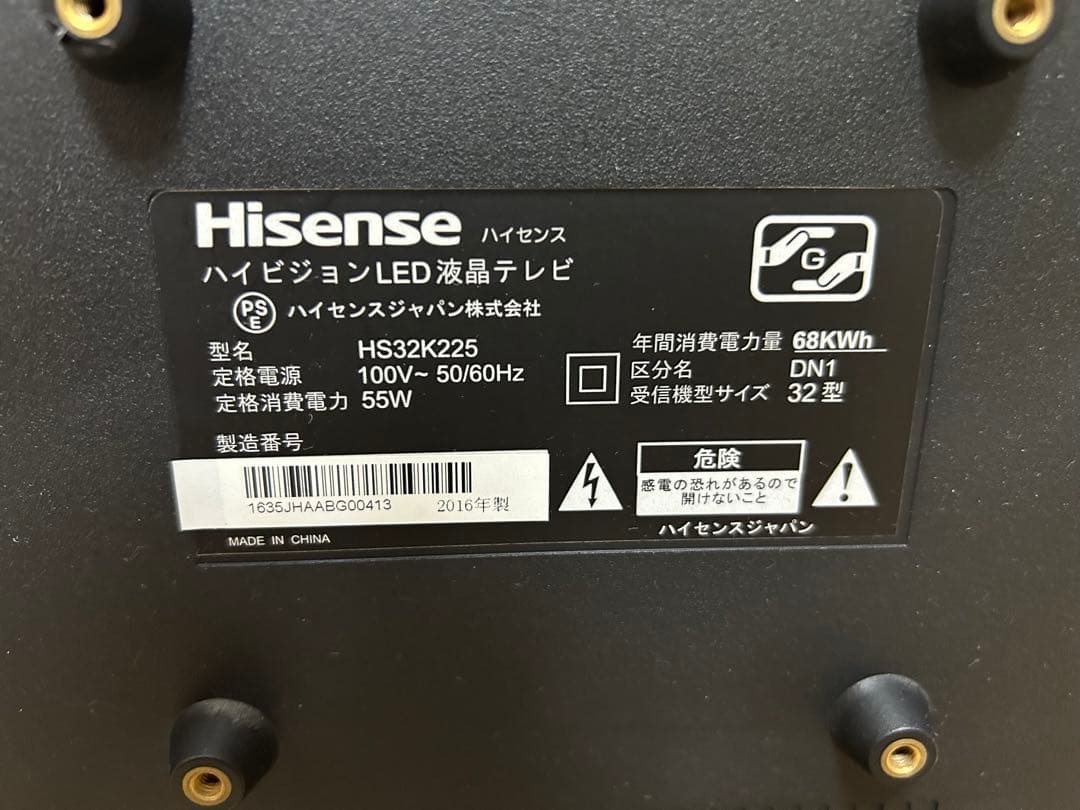 Hisense ハイセンス
G
ハイビジョンLED液晶テレビ
PSE ハイセンスジャパン株式会社
型名 HS32K225
定格電源 100V~ 50/60Hz
定格消費電力 55W
年間消費電力量 68KWh
区分名 DN1
受信機型サイズ 32型
製造番号
1635JHAABG00413 2016年製
危険
感電の恐れがあるので
開けないこと
ハイセンスジャパン
MADE IN CHINA